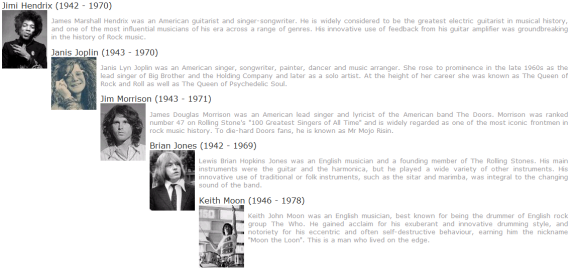 Jimi Hendrix (1942 - 1970)
James Marshall Hendrix was an American guitarist and singer-songwriter. He is widely considered to be the greatest electric guitarist in musical history,
and one of the most influential musicians of his era across a range of genres. His innovative use of feedback from his guitar amplifier was groundbreaking
in the history of Rock music.
Janis Joplin (1943 - 1970)
Janis Lyn Joplin was an American singer, songwriter, painter, dancer and music arranger. She rose to prominence in the late 1960s as the
lead singer of Big Brother and the Holding Company and later as a solo artist. At the height of her career she was known as The Queen of
Rock and Roll as well as The Queen of Psychedelic Soul.
Jim Morrison (1943 - 1971)
James Douglas Morrison was an American lead singer and lyricist of the American band The Doors. Morrison was ranked
number 47 on Rolling Stone's "100 Greatest Singers of All Time" and is widely regarded as one of the most iconic frontmen in
rock music history. To die-hard Doors fans, he is known as Mr Mojo Risin.
Brian Jones (1942 - 1969)
Lewis Brian Hopkins Jones was an English musician and a founding member of The Rolling Stones. His main
instruments were the guitar and the harmonica, but he played a wide variety of other instruments. His
innovative use of traditional or folk instruments, such as the sitar and marimba, was integral to the changing
sound of the band.
Keith Moon (1946 - 1978)
Keith John Moon was an English musician, best known for being the drummer of English rock
group The Who. He gained acclaim for his exuberant and innovative drumming style, and
notoriety for his eccentric and often self-destructive behaviour, earning him the nickname
"Moon the Loon". This is a man who lived on the edge.